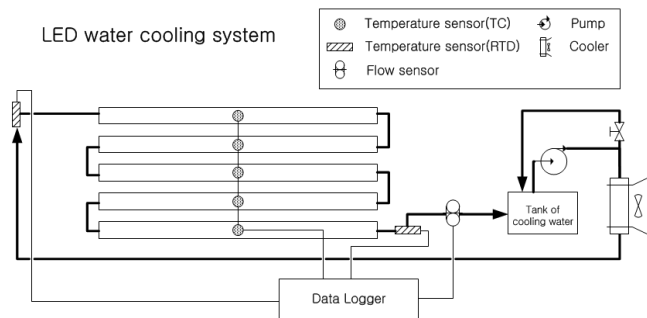 LED water cooling system
Temperature sensor(TC)
Pump
Temperature sensor(RTD)
Cooler
Flow sensor
Tank of
cooling water
Data Logger